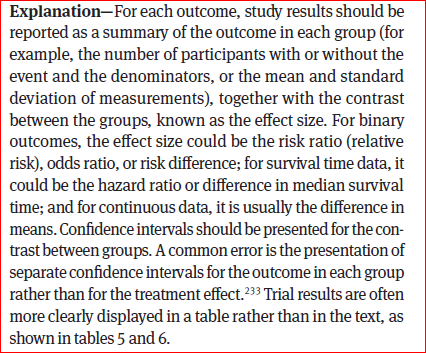 Explanation—For each outcome, study results should be
reported as a summary of the outcome in each group (for
example, the number of participants with or without the
event and the denominators, or the mean and standard
deviation of measurements), together with the contrast
between the groups, known as the effect size. For binary
outcomes, the effect size could be the risk ratio (relative
risk), odds ratio, or risk difference; for survival time data, it
could be the hazard ratio or difference in median survival
time; and for continuous data, it is usually the difference in
means. Confidence intervals should be presented for the con-
trast between groups. A common error is the presentation of
separate confidence intervals for the outcome in each group
rather than for the treatment effect.²³³ Trial results are often
more clearly displayed in a table rather than in the text, as
shown in tables 5 and 6.